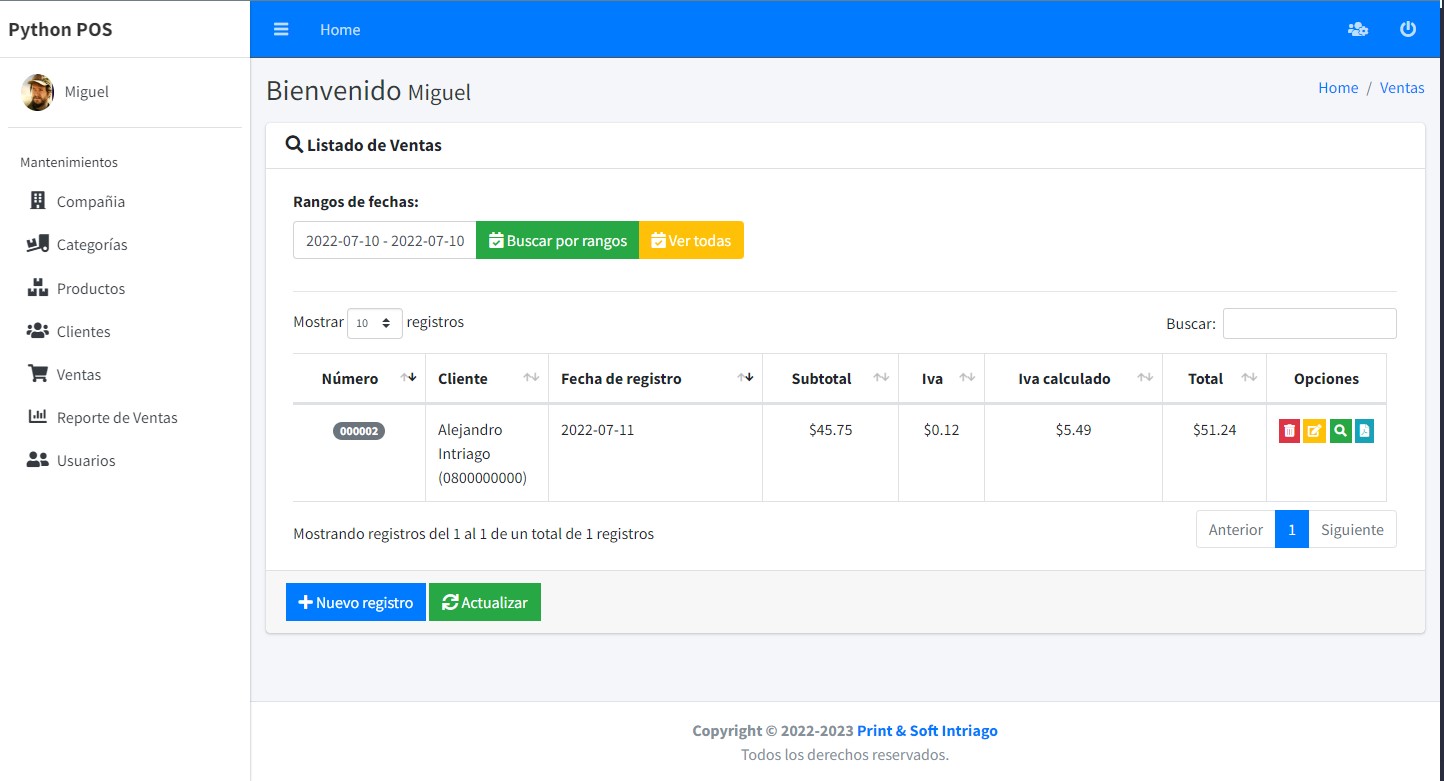 Python POS
Home
Miguel
Bienvenido Miguel
Home / Ventas
Mantenimientos
Compañia
Categorías
Productos
Clientes
Ventas
Reporte de Ventas
Usuarios
Listado de Ventas
Rangos de fechas:
2022-07-10 - 2022-07-10 Buscar por rangos Ver todas
Mostrar 10 registros Buscar:
Número Cliente Fecha de registro Subtotal Iva Iva calculado Total Opciones
000002 Alejandro 2022-07-11 $45.75 $0.12 $5.49 $51.24
Intriago
(0800000000)
Mostrando registros del 1 al 1 de un total de 1 registros Anterior 1 Siguiente
Nuevo registro Actualizar
Copyright © 2022-2023 Print & Soft Intriago
Todos los derechos reservados.